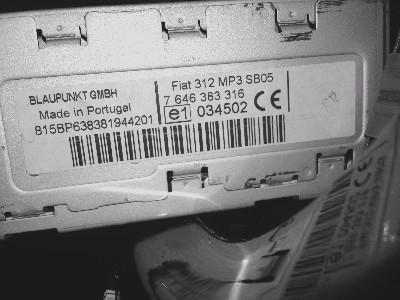 BLAUPUNKT GMBH
Made in Portugal
815BP638381944201
Fiat 312 MP3 SB05
7 646 383 316
e1 034502 CE